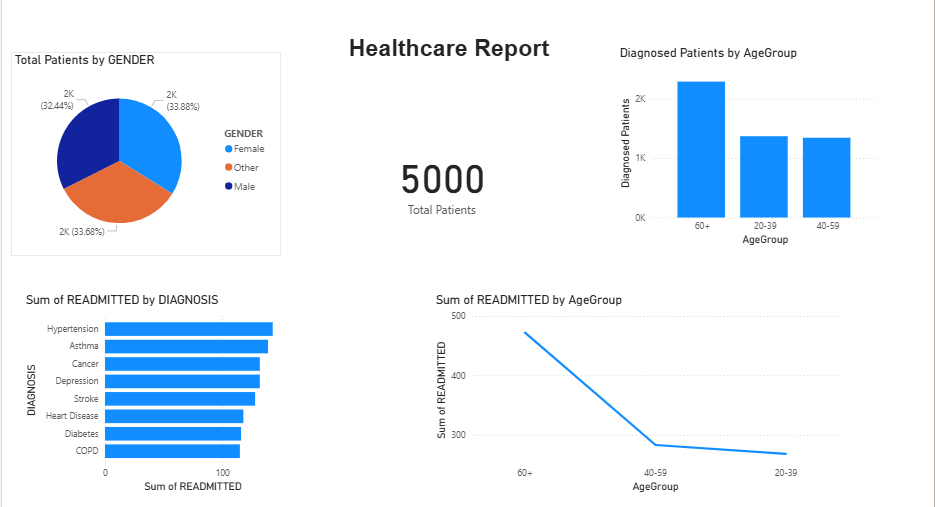 Healthcare Report
Total Patients by GENDER
2K
(32.44%)
2K
(33.88%)
2K (33.68%)
GENDER
Female
Other
Male
5000
Total Patients
Diagnosed Patients by AgeGroup
Diagnosed Patients
2K
1K
0K
60+
20-39
40-59
AgeGroup
Sum of READMITTED by DIAGNOSIS
DIAGNOSIS
Hypertension
Asthma
Cancer
Depression
Stroke
Heart Disease
Diabetes
COPD
0
100
Sum of READMITTED
Sum of READMITTED by AgeGroup
Sum of READMITTED
500
400
300
60+
40-59
20-39
AgeGroup